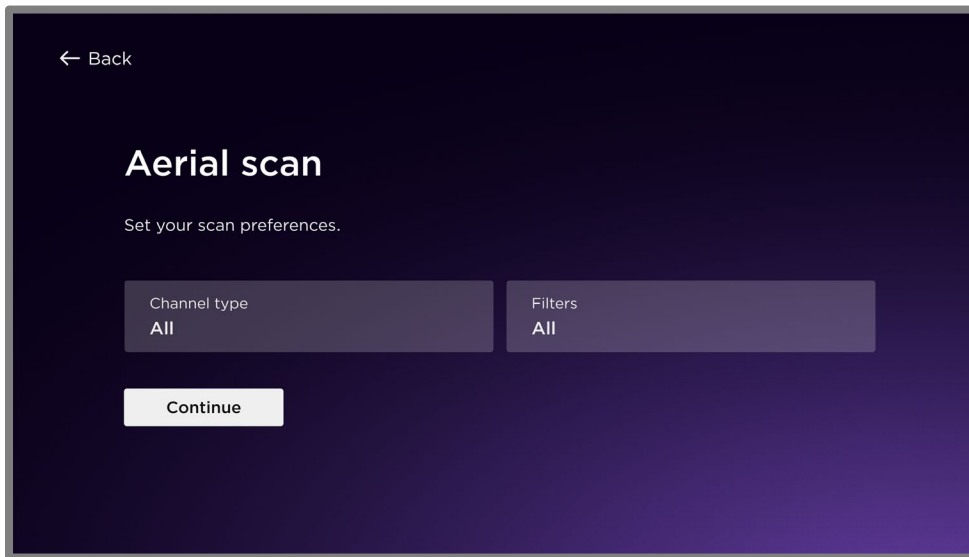 Back
Aerial scan
Set your scan preferences.
Channel type
All
Filters
All
Continue